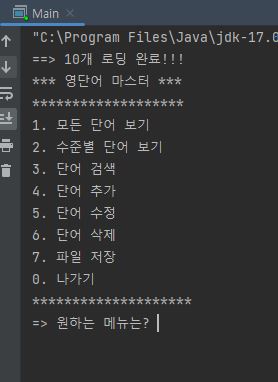 Main
"C:\Program Files\Java\jdk-17.0
==> 10개 로딩 완료!!!
*** 영단어 마스터 ***
*******************
1. 모든 단어 보기
2. 수준별 단어 보기
3. 단어 검색
4. 단어 추가
5. 단어 수정
6. 단어 삭제
7. 파일 저장
0. 나가기
********************
=> 원하는 메뉴는?